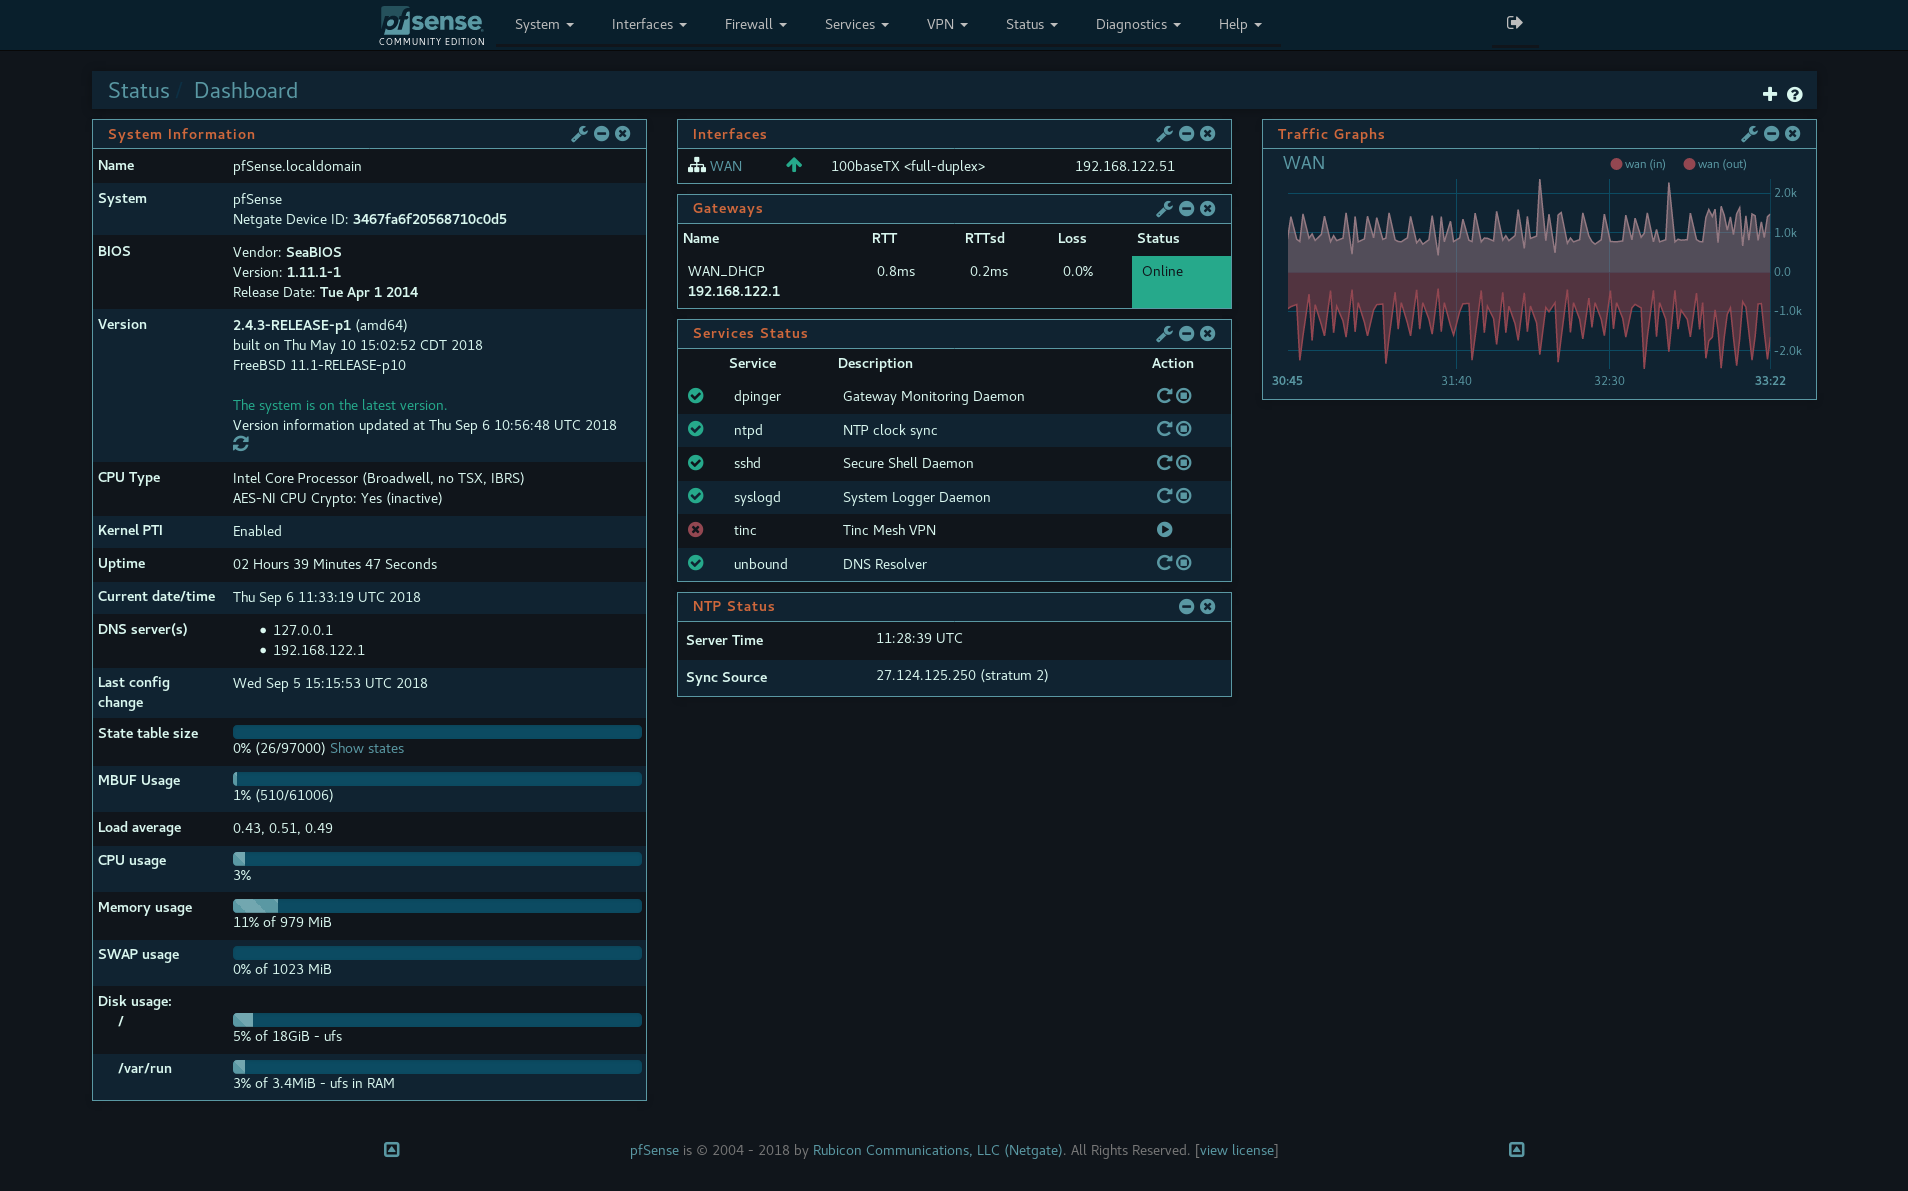 pfsense
COMMUNITY EDITION
System
Interfaces
Firewall
Services
VPN
Status
Diagnostics
Help
Status / Dashboard
System Information
Name pfSense.localdomain
System pfSense
Netgate Device ID: 3467fa6f20568710c0d5
BIOS Vendor: SeaBIOS
Version: 1.11.1-1
Release Date: Tue Apr 1 2014
Version 2.4.3-RELEASE-p1 (amd64)
built on Thu May 10 15:02:52 CDT 2018
FreeBSD 11.1-RELEASE-p10
The system is on the latest version.
Version information updated at Thu Sep 6 10:56:48 UTC 2018
CPU Type Intel Core Processor (Broadwell, no TSX, IBRS)
AES-NI CPU Crypto: Yes (inactive)
Kernel PTI Enabled
Uptime 02 Hours 39 Minutes 47 Seconds
Current date/time Thu Sep 6 11:33:19 UTC 2018
DNS server(s) • 127.0.0.1
• 192.168.122.1
Last config change Wed Sep 5 15:15:53 UTC 2018
State table size
0% (26/97000) Show states
MBUF Usage
1% (510/61006)
Load average 0.43, 0.51, 0.49
CPU usage
3%
Memory usage
11% of 979 MiB
SWAP usage
0% of 1023 MiB
Disk usage:
/
5% of 18GiB - ufs
/var/run
3% of 3.4MiB - ufs in RAM
Interfaces
WAN 100baseTX <full-duplex> 192.168.122.51
Gateways
Name RTT RTTsd Loss Status
WAN_DHCP 0.8ms 0.2ms 0.0% Online
192.168.122.1
Services Status
Service Description Action
dpinger Gateway Monitoring Daemon
ntpd NTP clock sync
sshd Secure Shell Daemon
syslogd System Logger Daemon
tinc Tinc Mesh VPN
unbound DNS Resolver
NTP Status
Server Time 11:28:39 UTC
Sync Source 27.124.125.250 (stratum 2)
Traffic Graphs
WAN wan (in) wan (out)
2.0k
1.0k
0.0
-1.0k
-2.0k
30:45 31:40 32:30 33:22
pfSense is © 2004 - 2018 by Rubicon Communications, LLC (Netgate). All Rights Reserved. [view license]